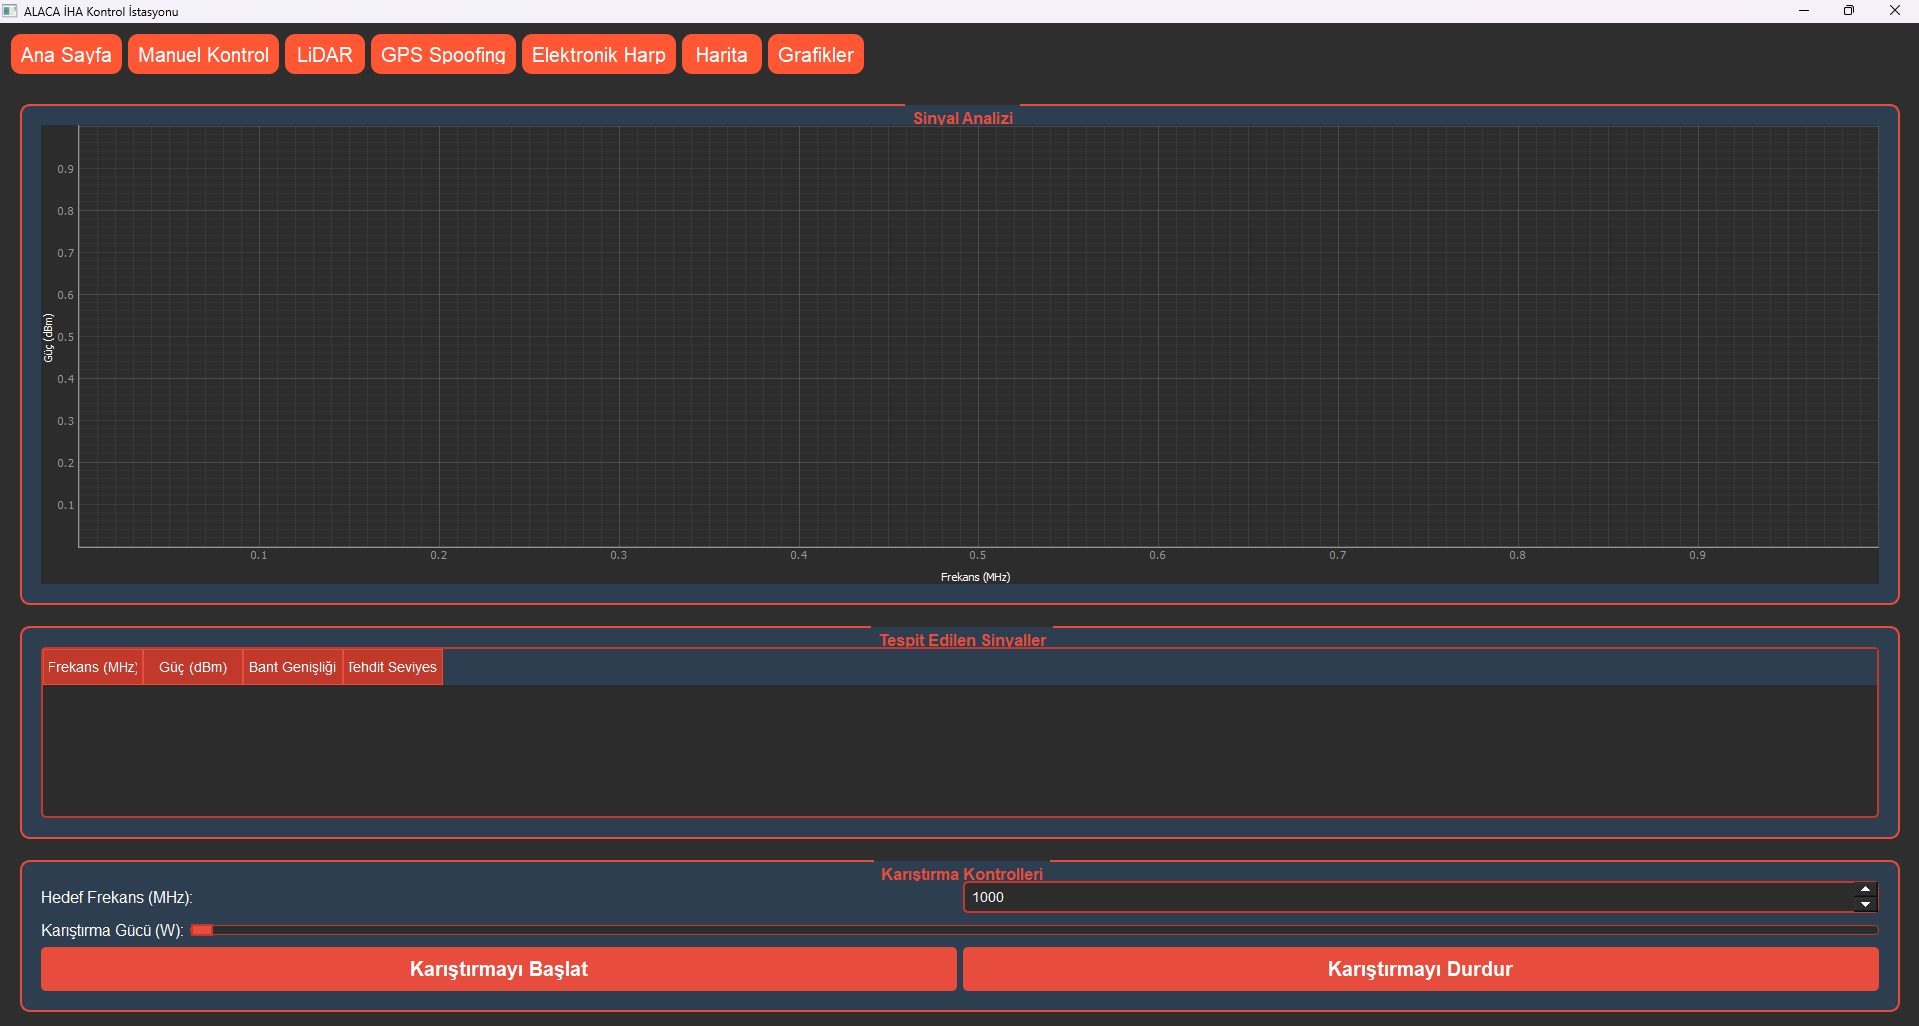 ALACA İHA Kontrol İstasyonu
Ana Sayfa Manuel Kontrol LiDAR GPS Spoofing Elektronik Harp Harita Grafikler
Sinyal Analizi
0.9
0.8
0.7
0.6
0.5
0.4
0.3
0.2
0.1
Güç (dBm)
0.1 0.2 0.3 0.4 0.5 0.6 0.7 0.8 0.9
Frekans (MHz)
Tespit Edilen Sinyaller
Frekans (MHz) Güç (dBm) Bant Genişliği Tehdit Seviyes
Karıştırma Kontrolleri
Hedef Frekans (MHz): 1000
Karıştırma Gücü (W):
Karıştırmayı Başlat Karıştırmayı Durdur